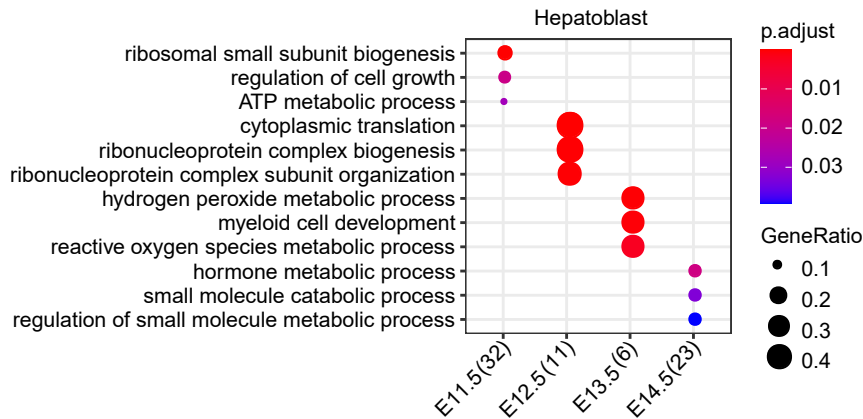 Hepatoblast
ribosomal small subunit biogenesis
regulation of cell growth
ATP metabolic process
cytoplasmic translation
ribonucleoprotein complex biogenesis
ribonucleoprotein complex subunit organization
hydrogen peroxide metabolic process
myeloid cell development
reactive oxygen species metabolic process
hormone metabolic process
small molecule catabolic process
regulation of small molecule metabolic process
E11.5(32)
E12.5(11)
E13.5(6)
E14.5(23)
p.adjust
0.01
0.02
0.03
GeneRatio
0.1
0.2
0.3
0.4